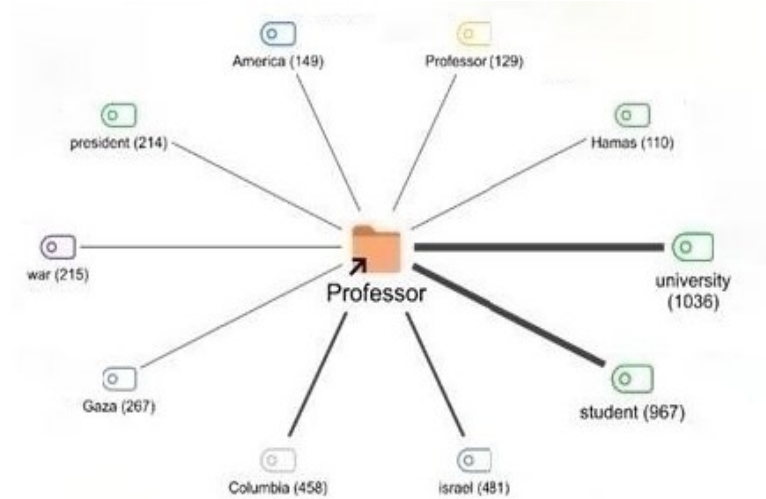 America (149)
Professor (129)
president (214)
Hamas (110)
war (215)
university
(1036)
Professor
Gaza (267)
student (967)
Columbia (458)
israel (481)